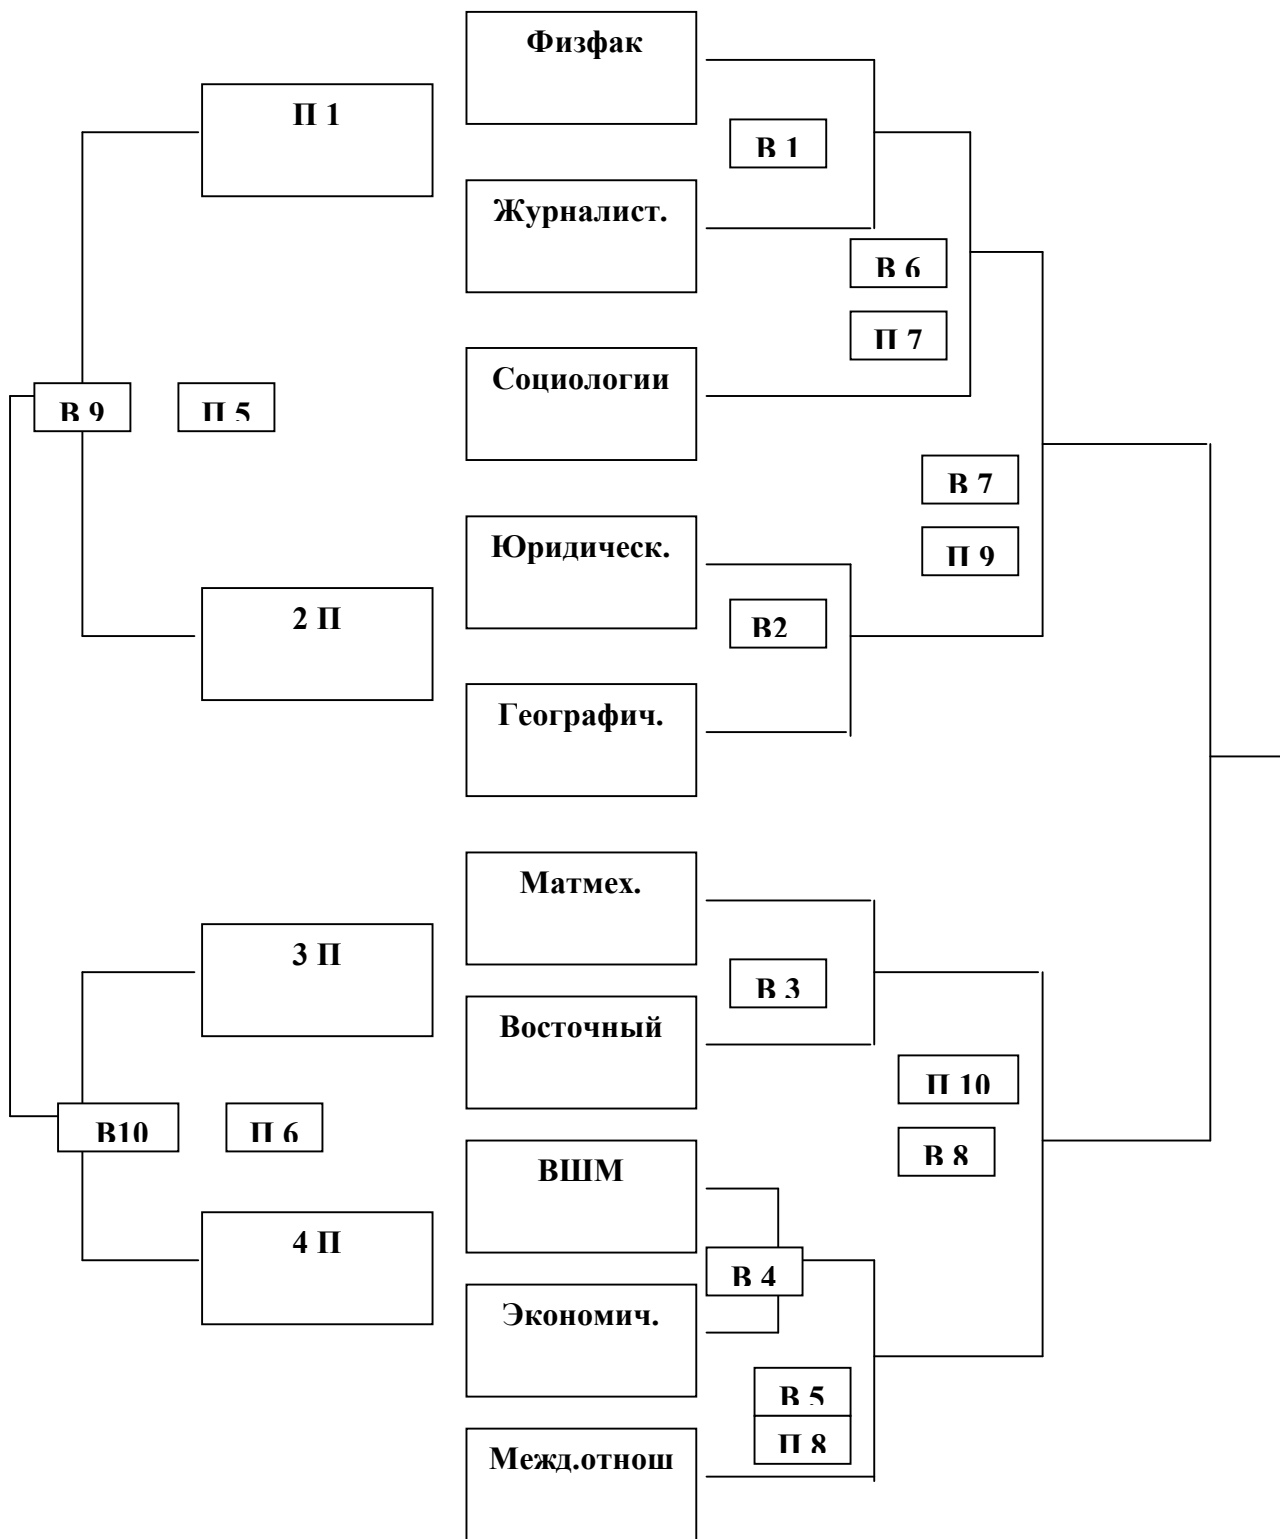 Физфак
П 1
В 1
Журналист.
В 6
П 7
Социологии
В 9
П 5
В 7
Юридическ.
П 9
2 П
В2
Географич.
Матмех.
3 П
В 3
Восточный
П 10
В10
П 6
В 8
ВШМ
4 П
В 4
Экономич.
В 5
П 8
Межд.отнош